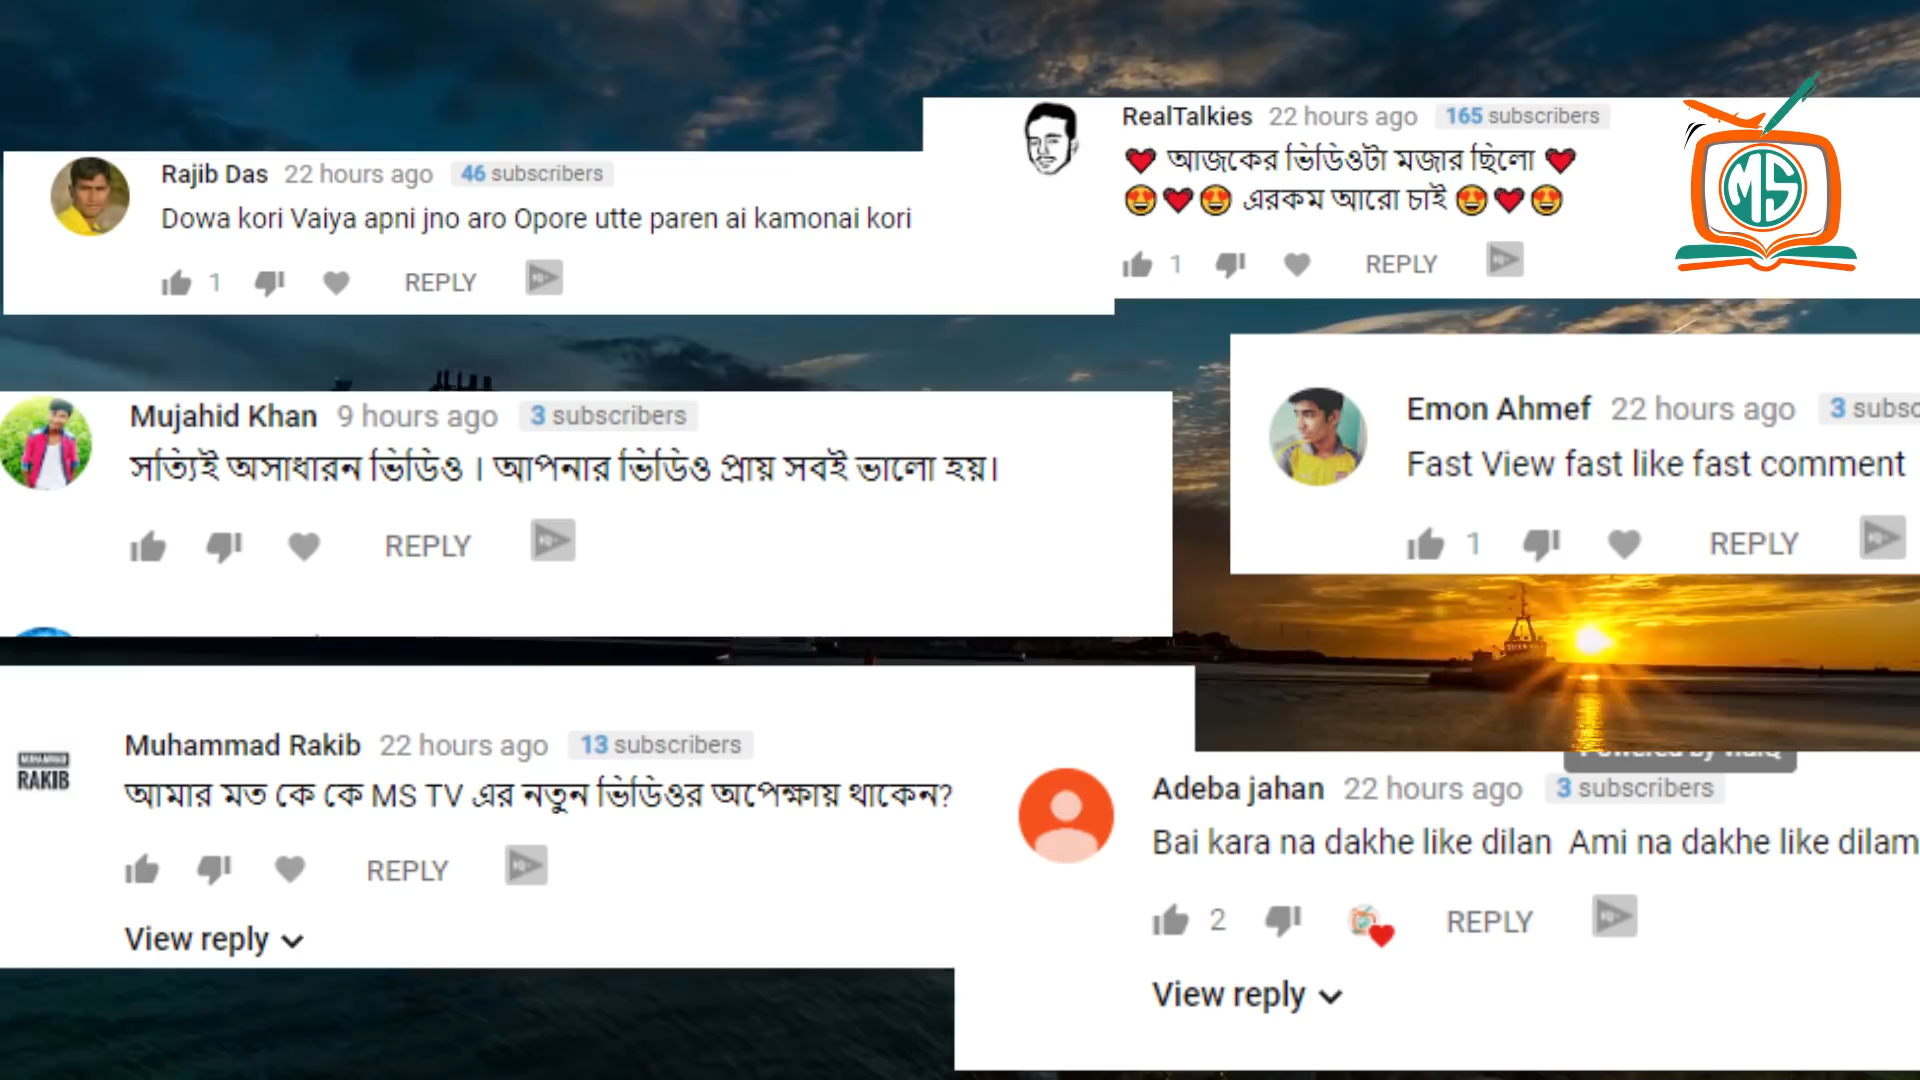 Rajib Das 22 hours ago 46 subscribers
Dowa kori Vaiya apni jno aro Opore utte paren ai kamonai kori
1 REPLY
RealTalkies 22 hours ago 165 subscribers
❤️ আজকের ভিডিওটা মজার ছিলো ❤️
😍❤️😍 এরকম আরো চাই 😍❤️😍
1 REPLY
MS
Mujahid Khan 9 hours ago 3 subscribers
সত্যিই অসাধারন ভিডিও । আপনার ভিডিও প্রায় সবই ভালো হয়।
REPLY
Emon Ahmef 22 hours ago 3 subsc
Fast View fast like fast comment
1 REPLY
RAKIB
Muhammad Rakib 22 hours ago 13 subscribers
আমার মত কে কে MS TV এর নতুন ভিডিওর অপেক্ষায় থাকেন?
REPLY
View reply
Powered by vidIQ
Adeba jahan 22 hours ago 3 subscribers
Bai kara na dakhe like dilan Ami na dakhe like dilam
2 REPLY
View reply